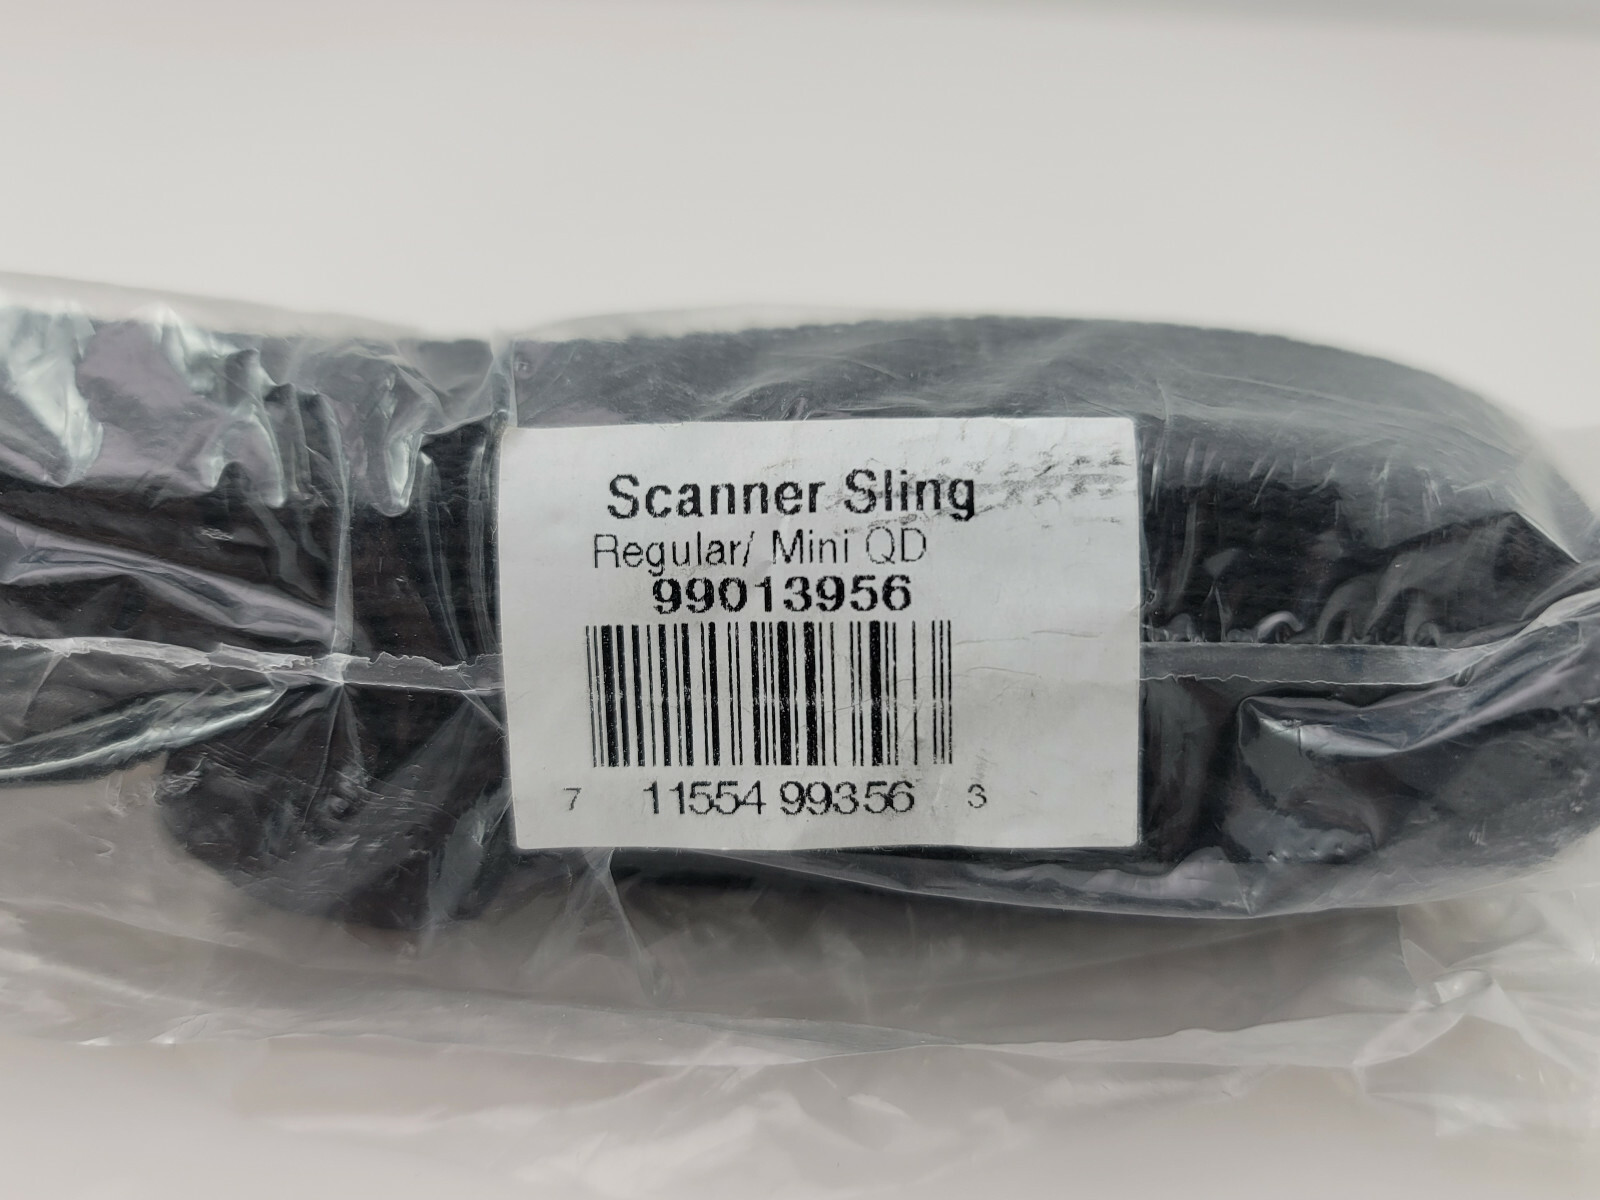 Scanner Sling
Regular/ Mini QD
99013956
7 11554 99356 3